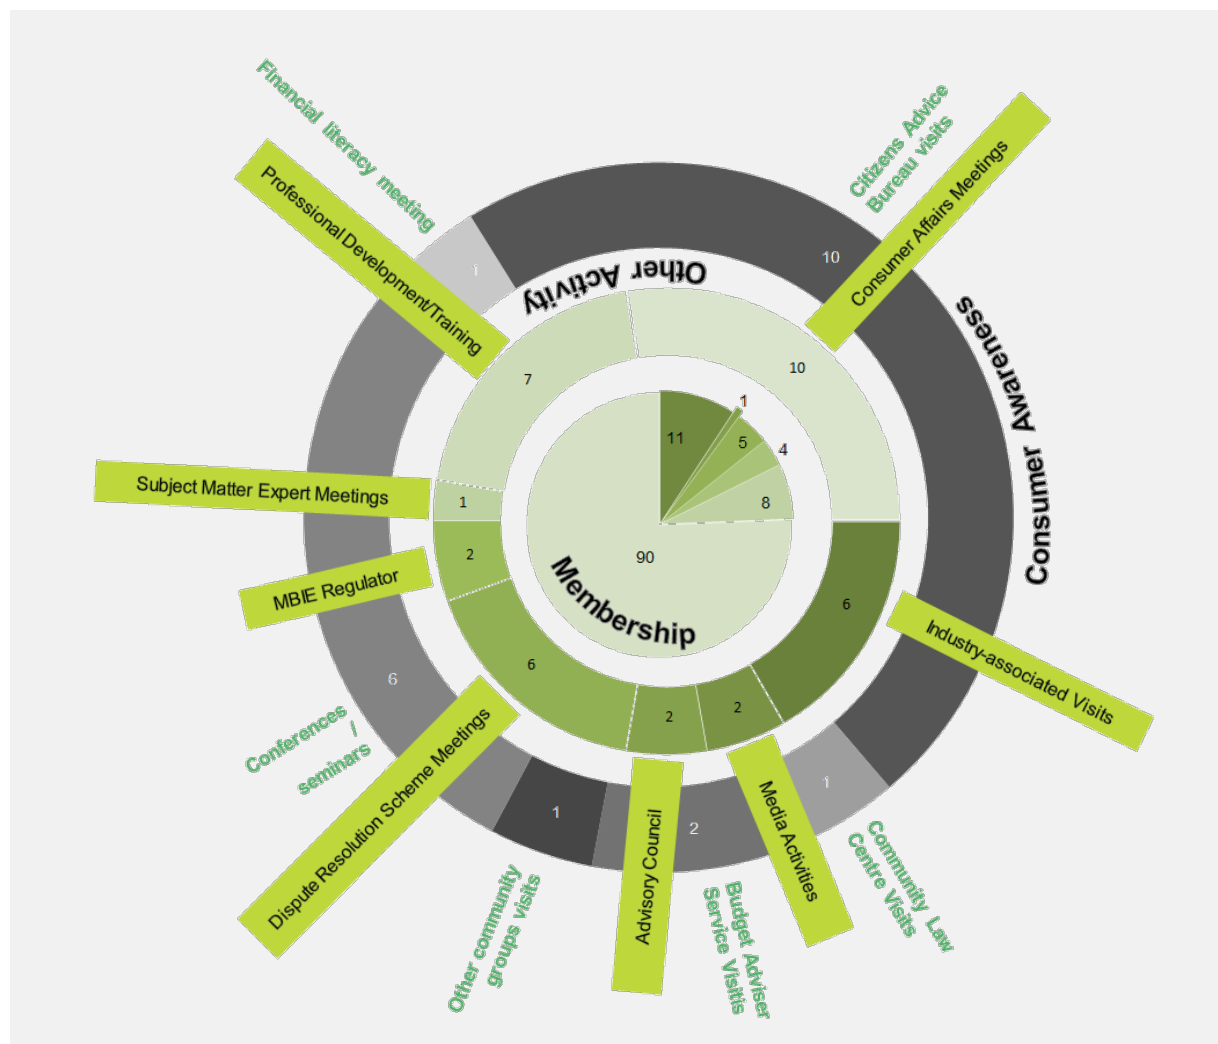 Financial literacy meeting
Professional Development/Training
Citizens Advice
Bureau visits
Consumer Affairs Meetings
1
10
Other Activity
Consumer Awareness
7
10
1
11
5
4
8
Subject Matter Expert Meetings
1
2
MBIE Regulator
90
Membership
6
Industry-associated Visits
6
6
2
2
Conferences
/
seminars
Dispute Resolution Scheme Meetings
1
2
1
Media Activities
Advisory Council
Community Law
Centre Visits
Other community
groups visits
Budget Adviser
Service Visitis